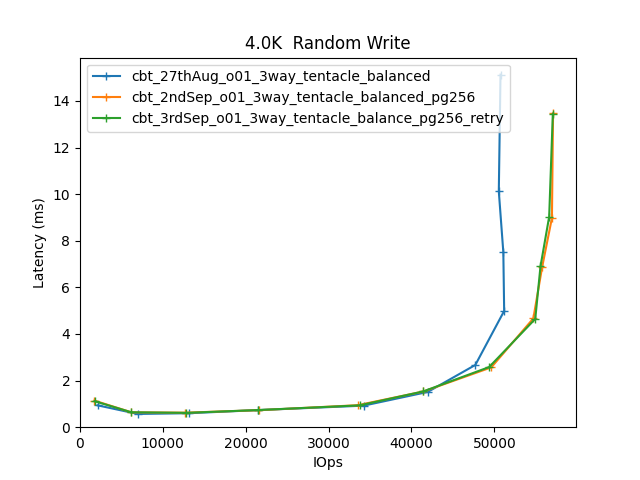 4.0K  Random Write
cbt_27thAug_o01_3way_tentacle_balanced
cbt_2ndSep_o01_3way_tentacle_balanced_pg256
cbt_3rdSep_o01_3way_tentacle_balance_pg256_retry
Latency (ms)
14
12
10
8
6
4
2
0
0 10000 20000 30000 40000 50000
IOps